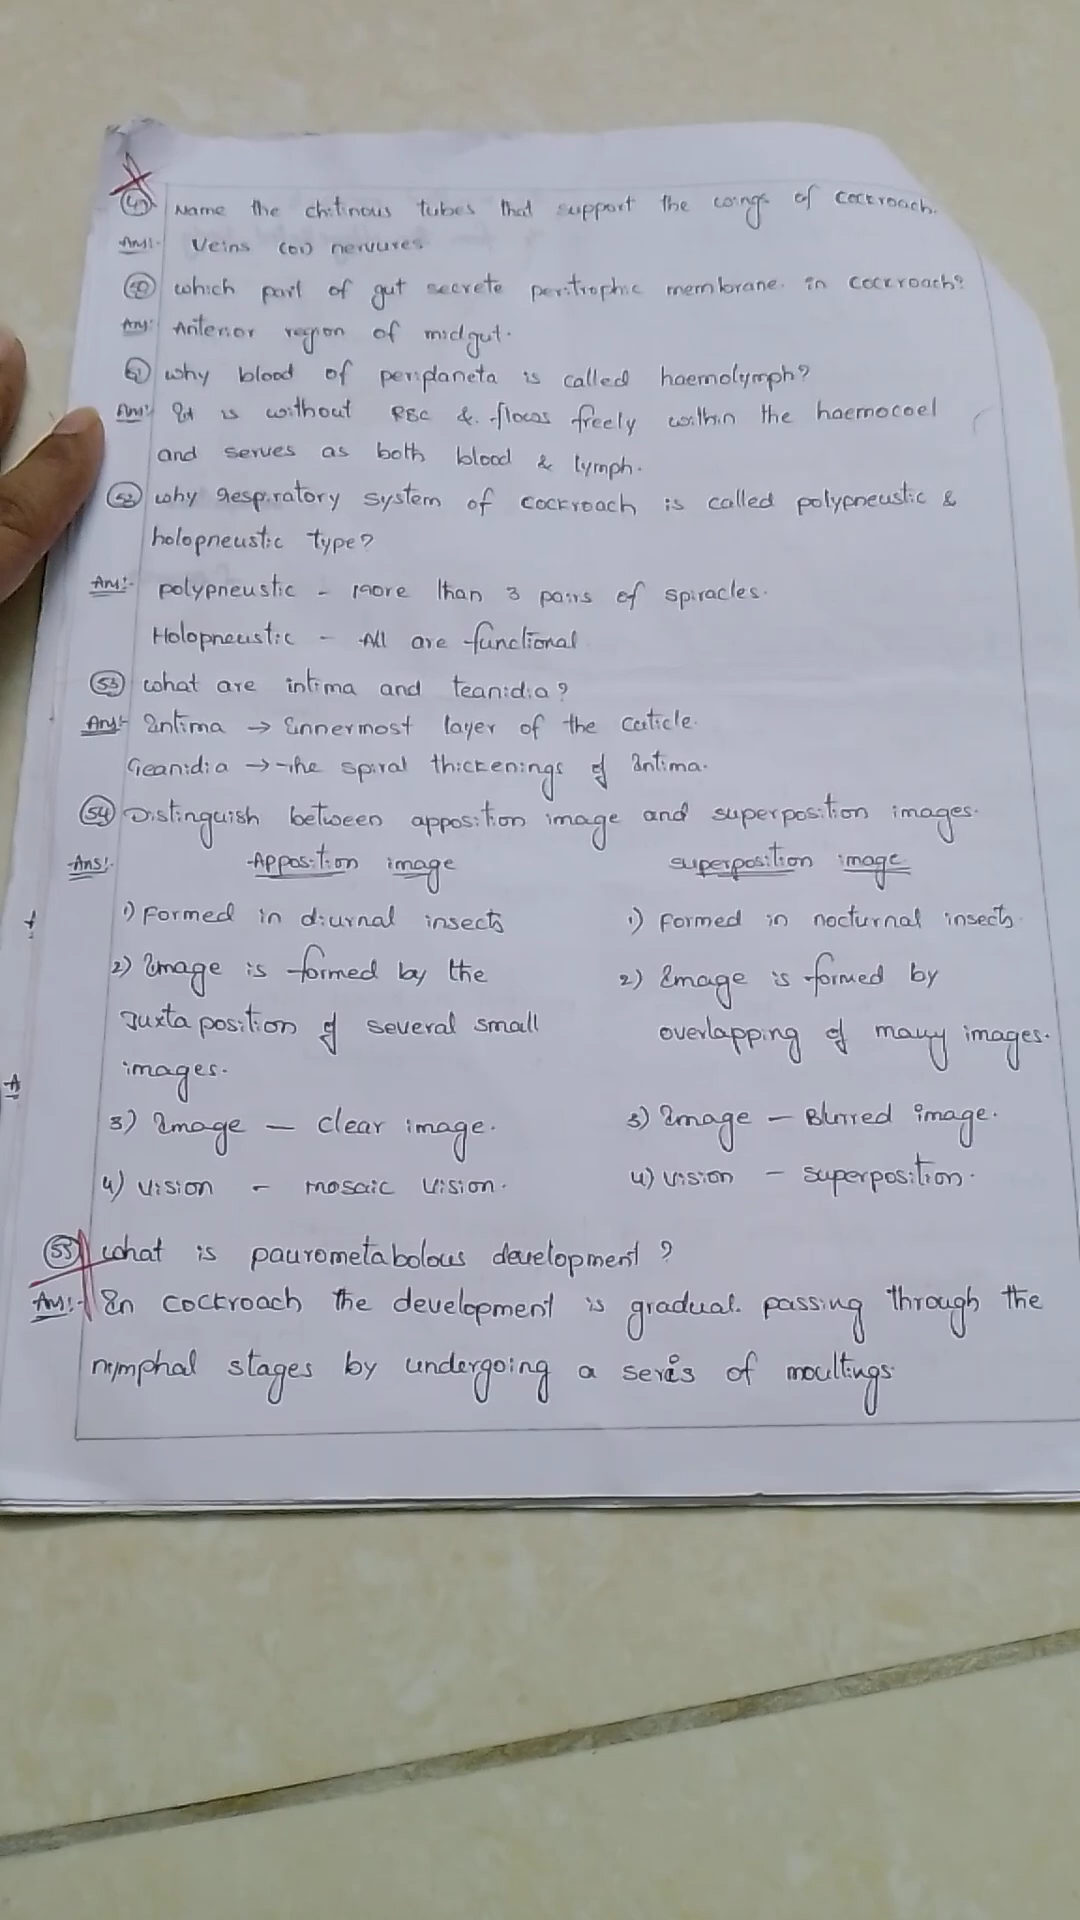 49 Name the chitinous tubes that support the wings of cockroach.
Ans:- Veins (or) nervures.
50 which part of gut secrete peritrophic membrane in cockroach?
Ans: Anterior region of midgut.
51 why blood of periplaneta is called haemolymph?
Ans: It is without RBC & flows freely within the haemocoel
and serves as both blood & lymph.
52 why respiratory system of cockroach is called polypneustic &
holopneustic type?
Ans:- polypneustic - More than 3 pairs of spiracles.
Holopneustic - All are functional
53 what are intima and teanidia?
Ans:- Intima → Innermost layer of the cuticle.
Teanidia → The spiral thickenings of Intima.
54 Distinguish between apposition image and superposition images.
Ans:- Apposition image superposition image
1) Formed in diurnal insects 1) Formed in nocturnal insects
2) Image is formed by the 2) Image is formed by
Juxta position of several small overlapping of many images.
images.
3) Image - clear image. 3) Image - Blurred image.
4) Vision - mosaic vision. 4) Vision - superposition.
55 what is paurometabolous development?
Ans:- In cockroach the development is gradual. passing through the
nymphal stages by undergoing a series of moultings